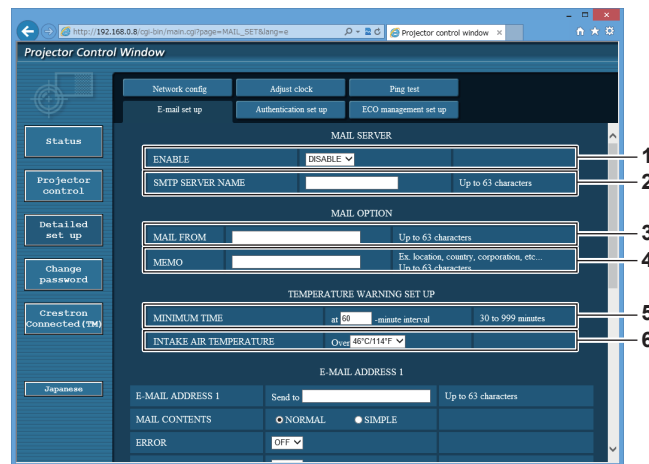 http://192.168.0.8/cgi-bin/main.cgi?page=MAIL_SET&lang=e
Projector control window ×
Projector Control Window
Network config Adjust clock Ping test
E-mail set up Authentication set up ECO management set up
Status
Projector control
Detailed set up
Change password
Crestron Connected(TM)
Japanese
MAIL SERVER
ENABLE DISABLE 1
SMTP SERVER NAME Up to 63 characters 2
MAIL OPTION
MAIL FROM Up to 63 characters 3
MEMO Ex. location, country, corporation, etc... 4
Up to 63 characters
TEMPERATURE WARNING SET UP
MINIMUM TIME at 60 -minute interval 30 to 999 minutes 5
INTAKE AIR TEMPERATURE Over 46°C/114°F 6
E-MAIL ADDRESS 1
E-MAIL ADDRESS 1 Send to Up to 63 characters
MAIL CONTENTS NORMAL SIMPLE
ERROR OFF